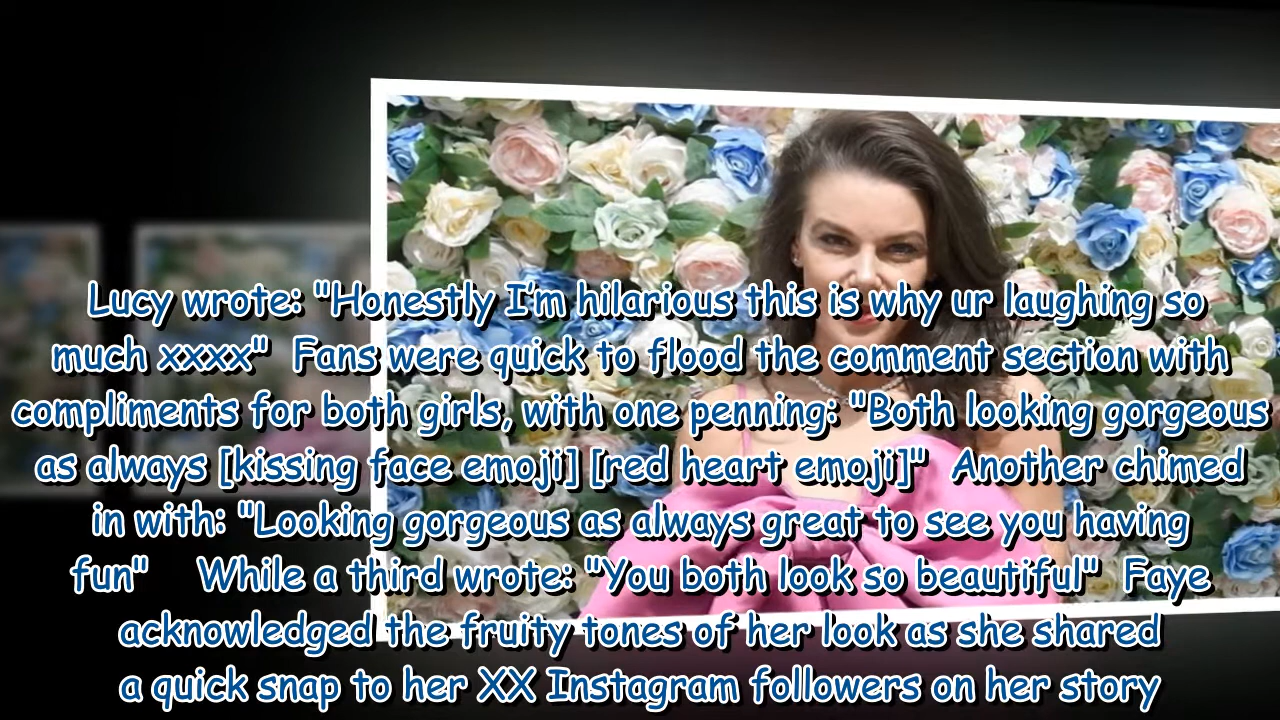 Lucy wrote: "Honestly I’m hilarious this is why ur laughing so
much xxxx"  Fans were quick to flood the comment section with
compliments for both girls, with one penning: "Both looking gorgeous
as always [kissing face emoji] [red heart emoji]"  Another chimed
in with: "Looking gorgeous as always great to see you having
fun"    While a third wrote: "You both look so beautiful"  Faye
acknowledged the fruity tones of her look as she shared
a quick snap to her XX Instagram followers on her story